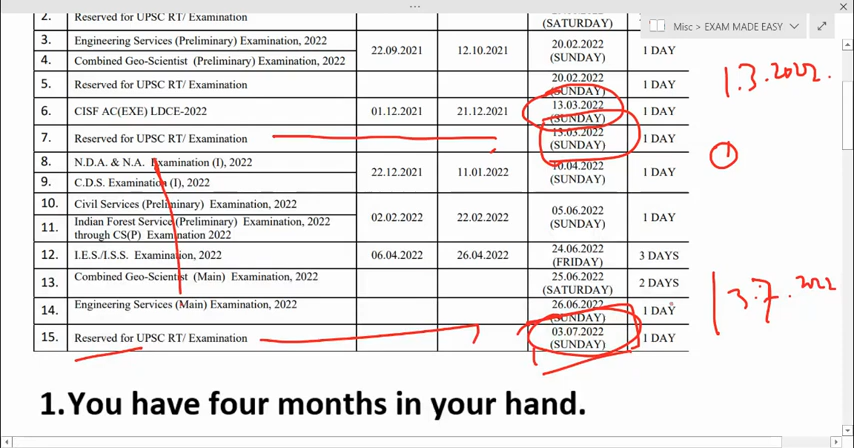 2. Reserved for UPSC RT/ Examination
(SATURDAY)
Misc > EXAM MADE EASY
3. Engineering Services (Preliminary) Examination, 2022 22.09.2021 12.10.2021 20.02.2022 (SUNDAY) 1 DAY
4. Combined Geo-Scientist (Preliminary) Examination, 2022
5. Reserved for UPSC RT/ Examination 20.02.2022 (SUNDAY) 1 DAY
6. CISF AC(EXE) LDCE-2022 01.12.2021 21.12.2021 13.03.2022 (SUNDAY) 1 DAY
7. Reserved for UPSC RT/ Examination 13.03.2022 (SUNDAY) 1 DAY
8. N.D.A. & N.A. Examination (I), 2022 22.12.2021 11.01.2022 10.04.2022 (SUNDAY) 1 DAY
9. C.D.S. Examination (I), 2022
10. Civil Services (Preliminary) Examination, 2022 02.02.2022 22.02.2022 05.06.2022 (SUNDAY) 1 DAY
11. Indian Forest Service (Preliminary) Examination, 2022
through CS(P) Examination 2022
12. I.E.S./I.S.S. Examination, 2022 06.04.2022 26.04.2022 24.06.2022 (FRIDAY) 3 DAYS
13. Combined Geo-Scientist (Main) Examination, 2022 25.06.2022 (SATURDAY) 2 DAYS
14. Engineering Services (Main) Examination, 2022 26.06.2022 (SUNDAY) 1 DAY
15. Reserved for UPSC RT/ Examination 03.07.2022 (SUNDAY) 1 DAY
1.3.2022.
1
3.7.2022
1.You have four months in your hand.